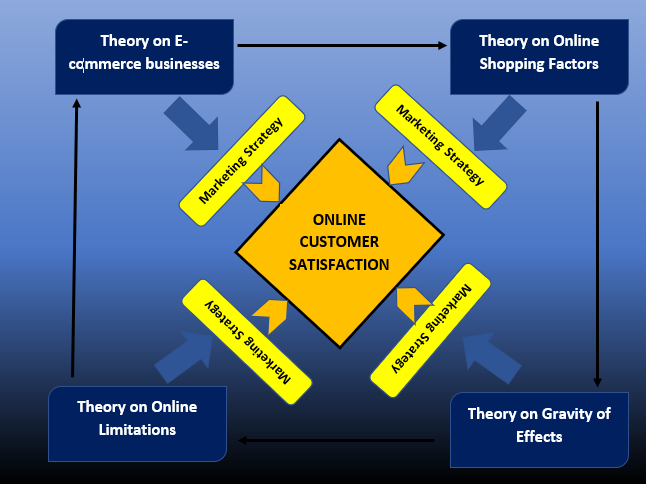 Theory on E-
commerce businesses
Theory on Online
Shopping Factors
Marketing Strategy
Marketing Strategy
ONLINE
CUSTOMER
SATISFACTION
Marketing Strategy
Marketing Strategy
Theory on Online
Limitations
Theory on Gravity of
Effects